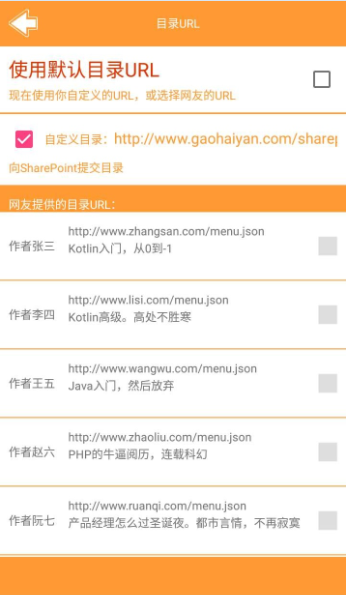 目录URL
使用默认目录URL
现在使用你自定义的URL，或选择网友的URL
自定义目录：http://www.gaohaiyan.com/sharep
向SharePoint提交目录
网友提供的目录URL：
http://www.zhangsan.com/menu.json
作者张三 Kotlin入门，从0到-1
http://www.lisi.com/menu.json
作者李四 Kotlin高级。高处不胜寒
http://www.wangwu.com/menu.json
作者王五 Java入门，然后放弃
http://www.zhaoliu.com/menu.json
作者赵六 PHP的牛逼阅历，连载科幻
http://www.ruanqi.com/menu.json
作者阮七 产品经理怎么过圣诞夜。都市言情，不再寂寞